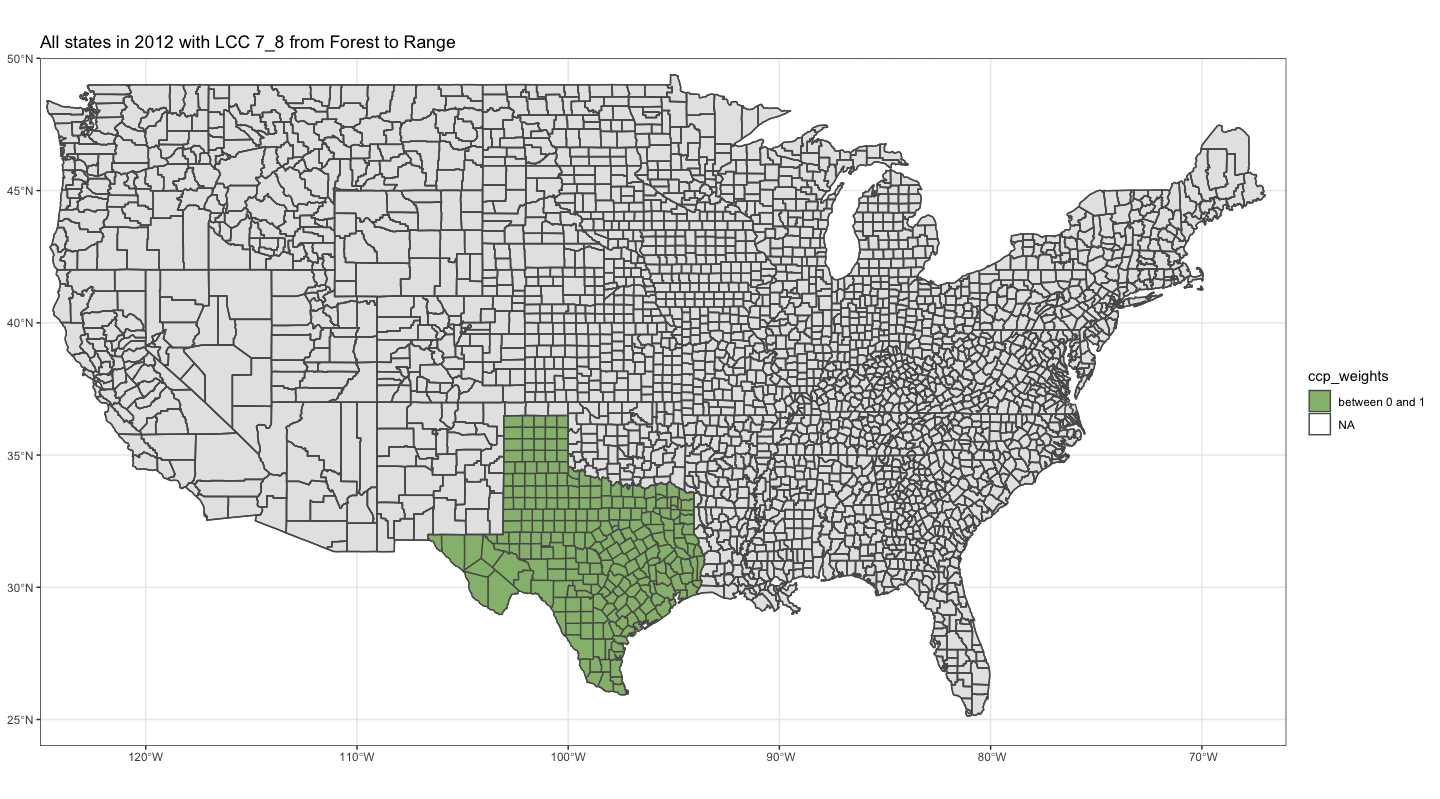 All states in 2012 with LCC 7_8 from Forest to Range
50°N
45°N
40°N
35°N
30°N
25°N
120°W
110°W
100°W
90°W
80°W
70°W
ccp_weights
between 0 and 1
NA